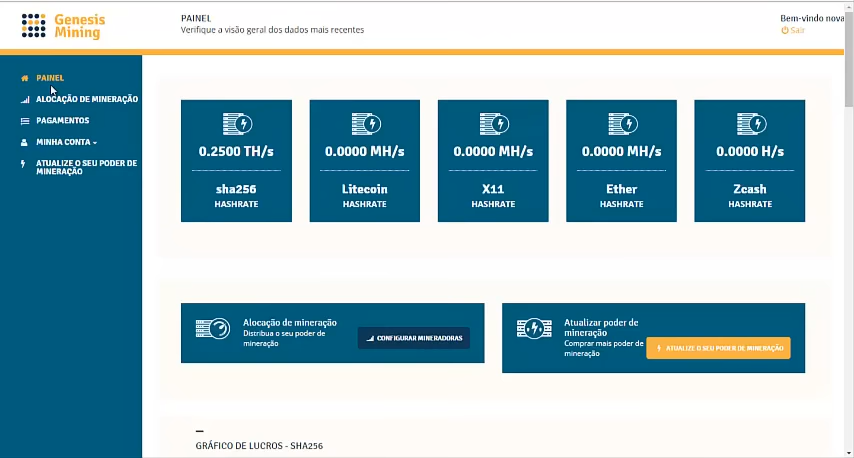 Genesis
Mining
PAINEL
Verifique a visão geral dos dados mais recentes
Bem-vindo nova
Sair
PAINEL
ALOCAÇÃO DE MINERAÇÃO
PAGAMENTOS
MINHA CONTA
ATUALIZE O SEU PODER DE
MINERAÇÃO
0.2500 TH/s
sha256
HASHRATE
0.0000 MH/s
Litecoin
HASHRATE
0.0000 MH/s
X11
HASHRATE
0.0000 MH/s
Ether
HASHRATE
0.0000 H/s
Zcash
HASHRATE
Alocação de mineração
Distribua o seu poder de
mineração
CONFIGURAR MINERADORAS
Atualizar poder de
mineração
Comprar mais poder de
mineração
ATUALIZE O SEU PODER DE MINERAÇÃO
GRÁFICO DE LUCROS - SHA256